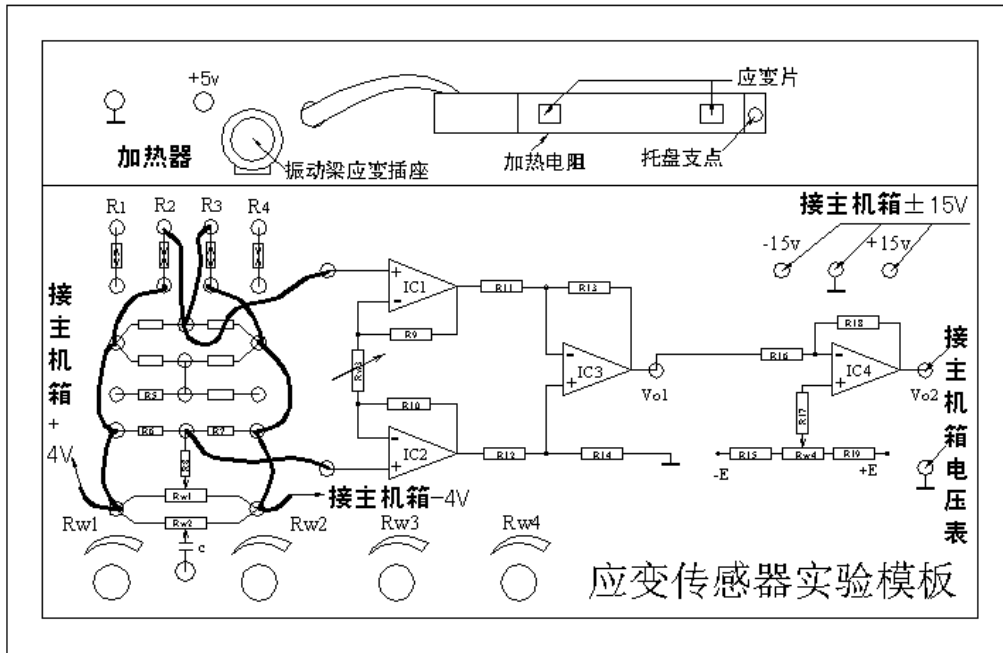 +5v
应变片
加热器
振动梁应变插座
加热电阻
托盘支点
R1 R2 R3 R4
接主机箱±15V
-15v +15v
接主机箱+4V
IC1
R11
R13
R9
Rw3
R10
IC2
R12
R14
IC3
Vo1
R16
R18
IC4
R17
Vo2
R15
Rw4
R19
-E
+E
接主机箱电压表
R5
R6
R7
R8
Rw1
Rw2
c
接主机箱-4V
Rw1 Rw2 Rw3 Rw4
应变传感器实验模板